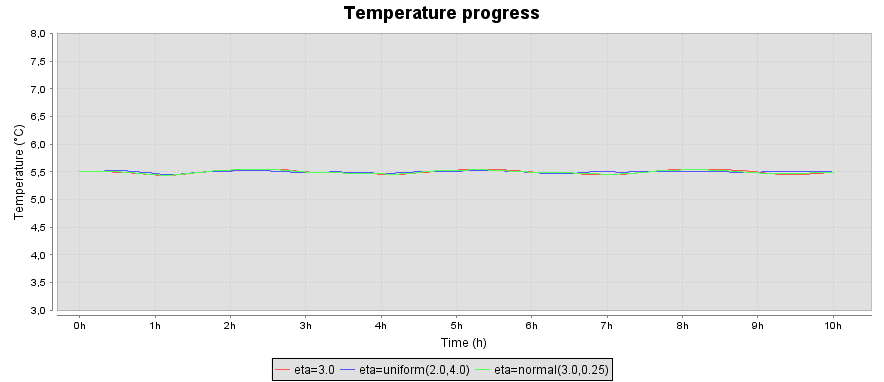 Temperature progress
8,0
7,5
7,0
6,5
6,0
5,5
5,0
4,5
4,0
3,5
3,0
Temperature (°C)
0h 1h 2h 3h 4h 5h 6h 7h 8h 9h 10h
Time (h)
eta=3.0 eta=uniform(2.0,4.0) eta=normal(3.0,0.25)